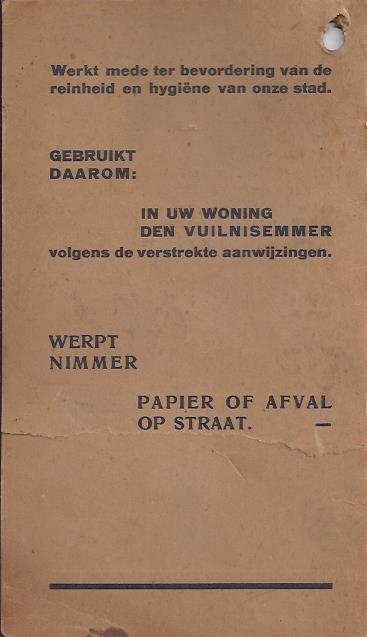 Werkt mede ter bevordering van de
reinheid en hygiëne van onze stad.
GEBRUIKT
DAAROM:
IN UW WONING
DEN VUILNISEMMER
volgens de verstrekte aanwijzingen.
WERPT
NIMMER
PAPIER OF AFVAL
OP STRAAT. —